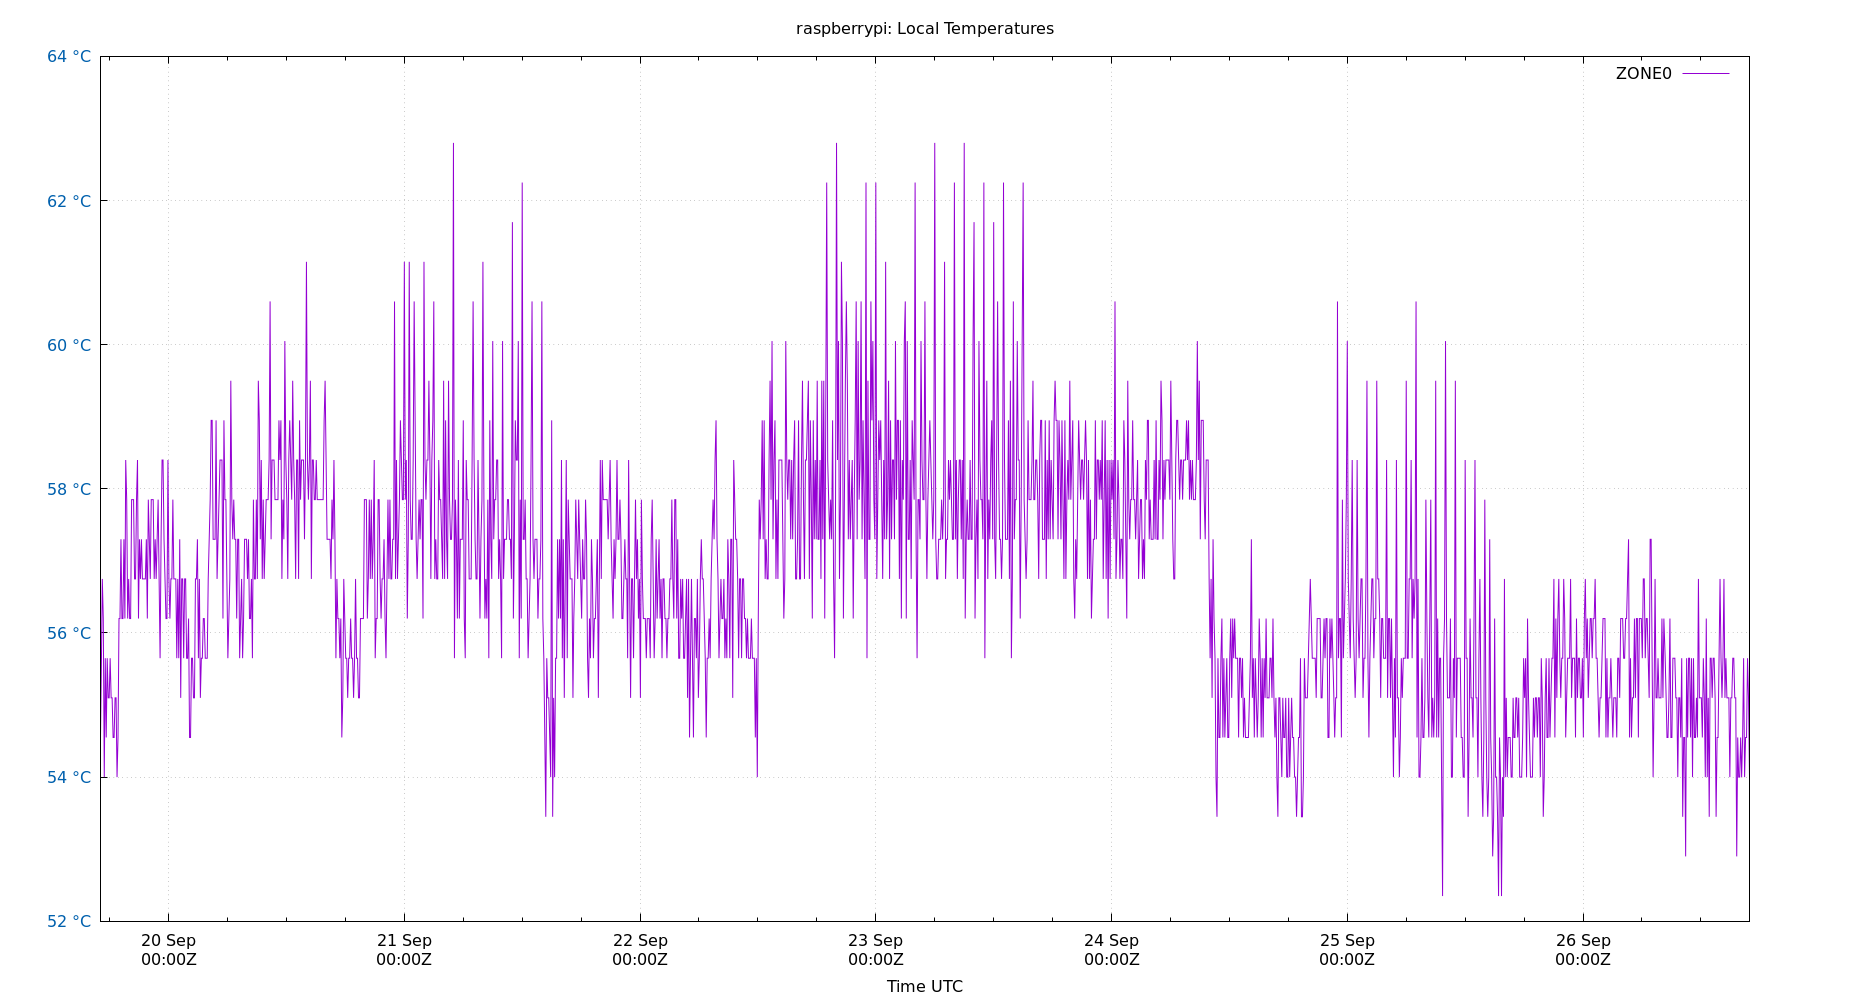 raspberrypi: Local Temperatures
64 °C
ZONE0
62 °C
60 °C
58 °C
56 °C
54 °C
52 °C
20 Sep 21 Sep 22 Sep 23 Sep 24 Sep 25 Sep 26 Sep
00:00Z 00:00Z 00:00Z 00:00Z 00:00Z 00:00Z 00:00Z
Time UTC